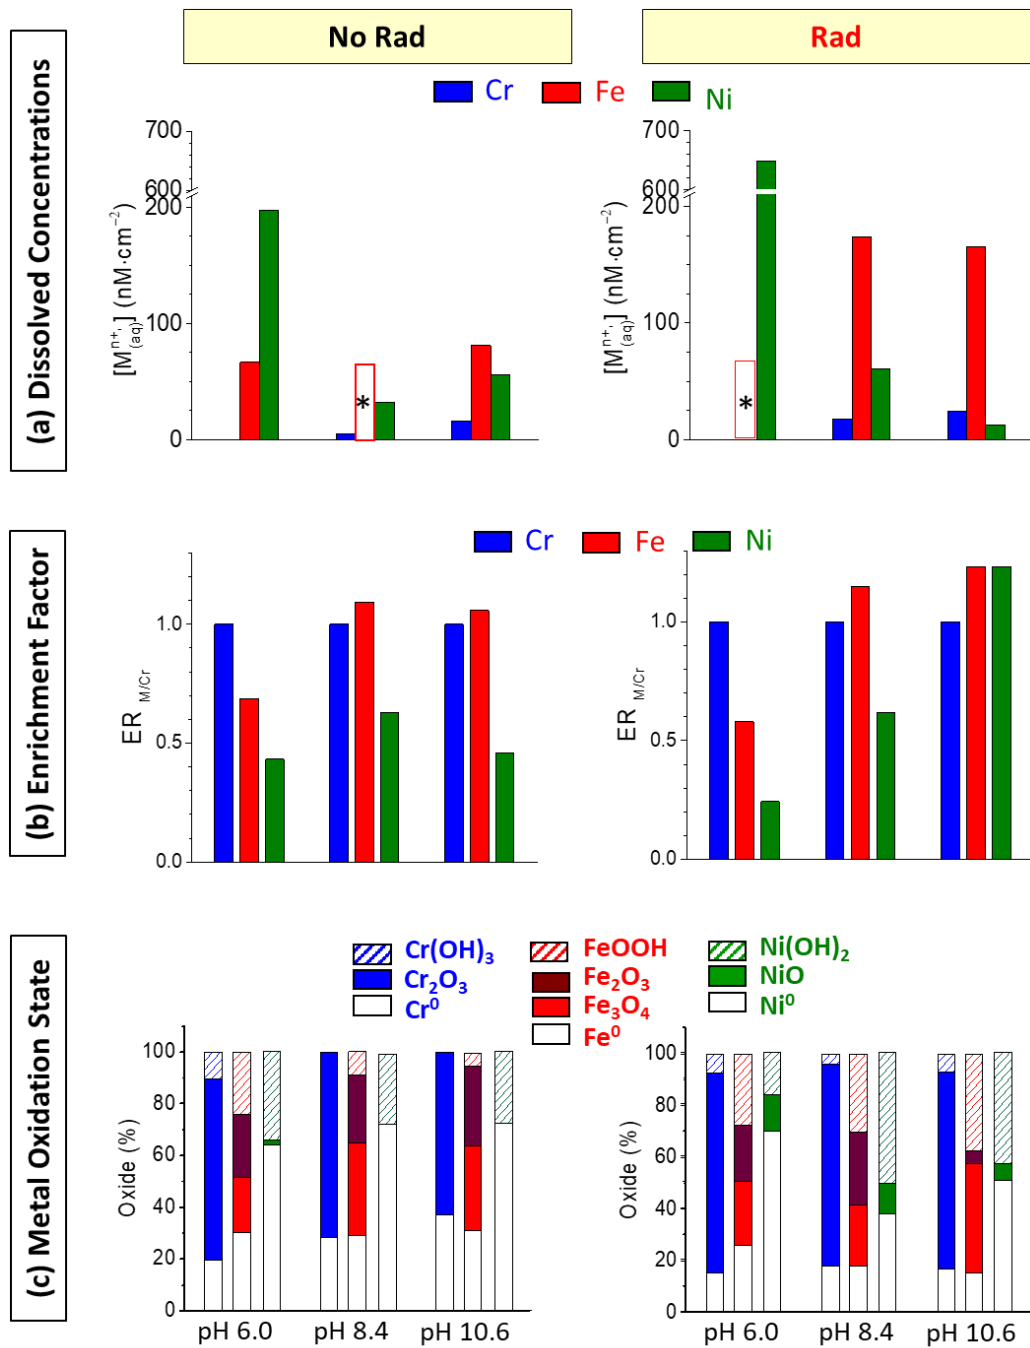 No Rad
Rad
(a) Dissolved Concentrations
Cr Fe Ni
[M^{n+,}_{(aq)}] (nM·cm⁻²)
700
600
200
100
0
*
[M^{n+,}_{(aq)}] (nM·cm⁻²)
700
600
200
100
0
*
(b) Enrichment Factor
Cr Fe Ni
ER M/Cr
1.0
0.5
0.0
ER M/Cr
1.0
0.5
0.0
(c) Metal Oxidation State
Cr(OH)₃ FeOOH Ni(OH)₂
Cr₂O₃ Fe₂O₃ NiO
Cr⁰ Fe₃O₄ Ni⁰
Fe⁰
Oxide (%)
100
80
60
40
20
0
pH 6.0 pH 8.4 pH 10.6
Oxide (%)
100
80
60
40
20
0
pH 6.0 pH 8.4 pH 10.6